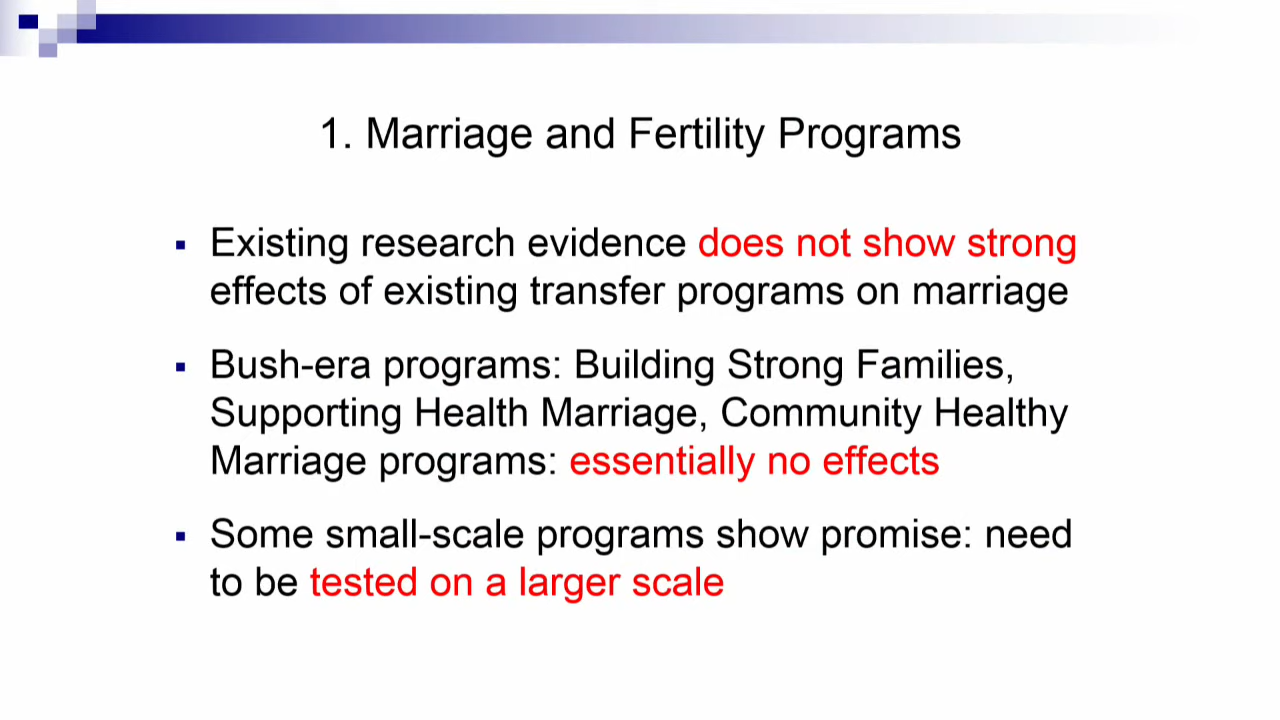 1. Marriage and Fertility Programs
▪ Existing research evidence does not show strong
effects of existing transfer programs on marriage
▪ Bush-era programs: Building Strong Families,
Supporting Health Marriage, Community Healthy
Marriage programs: essentially no effects
▪ Some small-scale programs show promise: need
to be tested on a larger scale